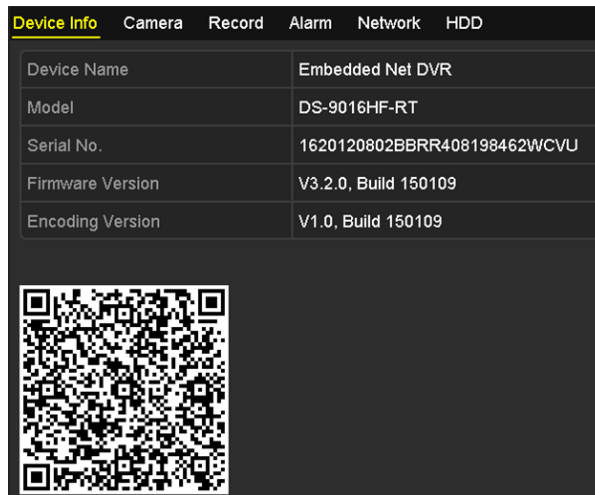 Device Info Camera Record Alarm Network HDD
Device Name Embedded Net DVR
Model DS-9016HF-RT
Serial No. 1620120802BBRR408198462WCVU
Firmware Version V3.2.0, Build 150109
Encoding Version V1.0, Build 150109